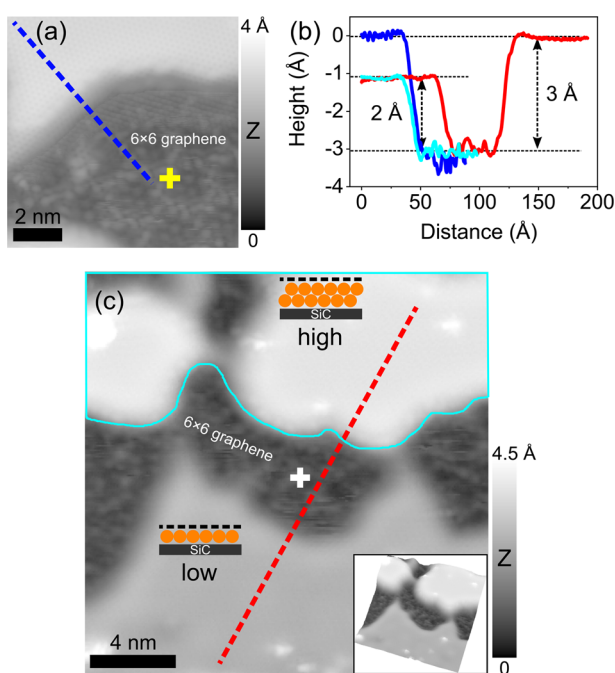 (a)
4 Å
6×6 graphene
Z
2 nm
0
(b)
Height (Å)
0
-1
-2
-3
-4
2 Å
3 Å
0
50
100
150
200
Distance (Å)
(c)
SiC
high
6×6 graphene
SiC
low
4 nm
4.5 Å
Z
0